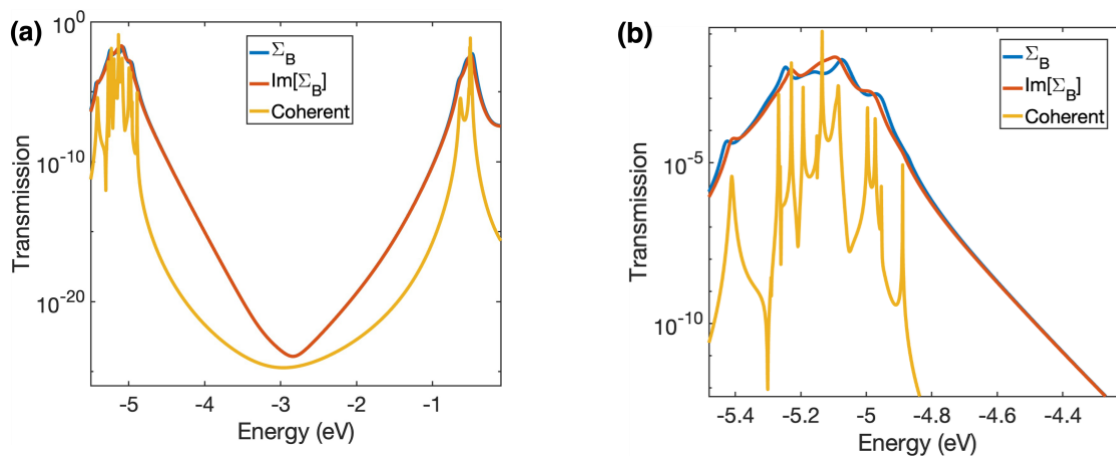 (a)
10^0
10^-10
10^-20
Transmission
-5 -4 -3 -2 -1
Energy (eV)
Σ_B
Im[Σ_B]
Coherent
(b)
10^-5
10^-10
Transmission
-5.4 -5.2 -5 -4.8 -4.6 -4.4
Energy (eV)
Σ_B
Im[Σ_B]
Coherent